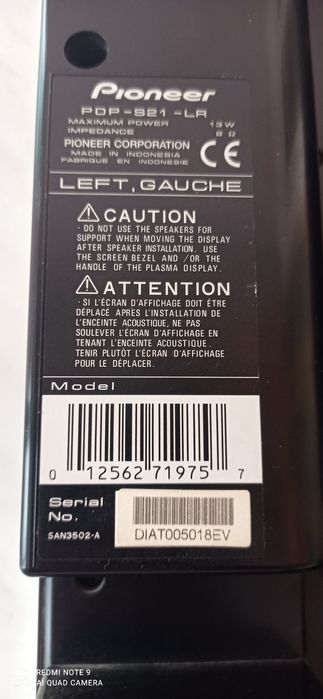 Pioneer
PDP-S21-LR
MAXIMUM POWER 13W
IMPEDANCE 8 Ω
PIONEER CORPORATION
MADE IN INDONESIA
FABRIQUE EN INDONESIE
CE
LEFT, GAUCHE
CAUTION
· DO NOT USE THE SPEAKERS FOR
SUPPORT WHEN MOVING THE DISPLAY
AFTER SPEAKER INSTALLATION. USE
THE SCREEN BEZEL AND /OR THE
HANDLE OF THE PLASMA DISPLAY.
ATTENTION
· SI L'ÉCRAN D'AFFICHAGE DOIT ÊTRE
DÉPLACÉ APRES L'INSTALLATION DE
L'ENCEINTE ACOUSTIQUE, NE PAS
SOULEVER L'ÉCRAN D'AFFICHAGE EN
TENANT L'ENCEINTE ACOUSTIQUE.
TENIR PLUTÔT L'ÉCRAN D'AFFICHAGE
POUR LE DÉPLACER.
Model
0 12562 71975 7
Serial
No.
SAN3502-A
DIAT005018EV
REDMI NOTE 9
AI QUAD CAMERA